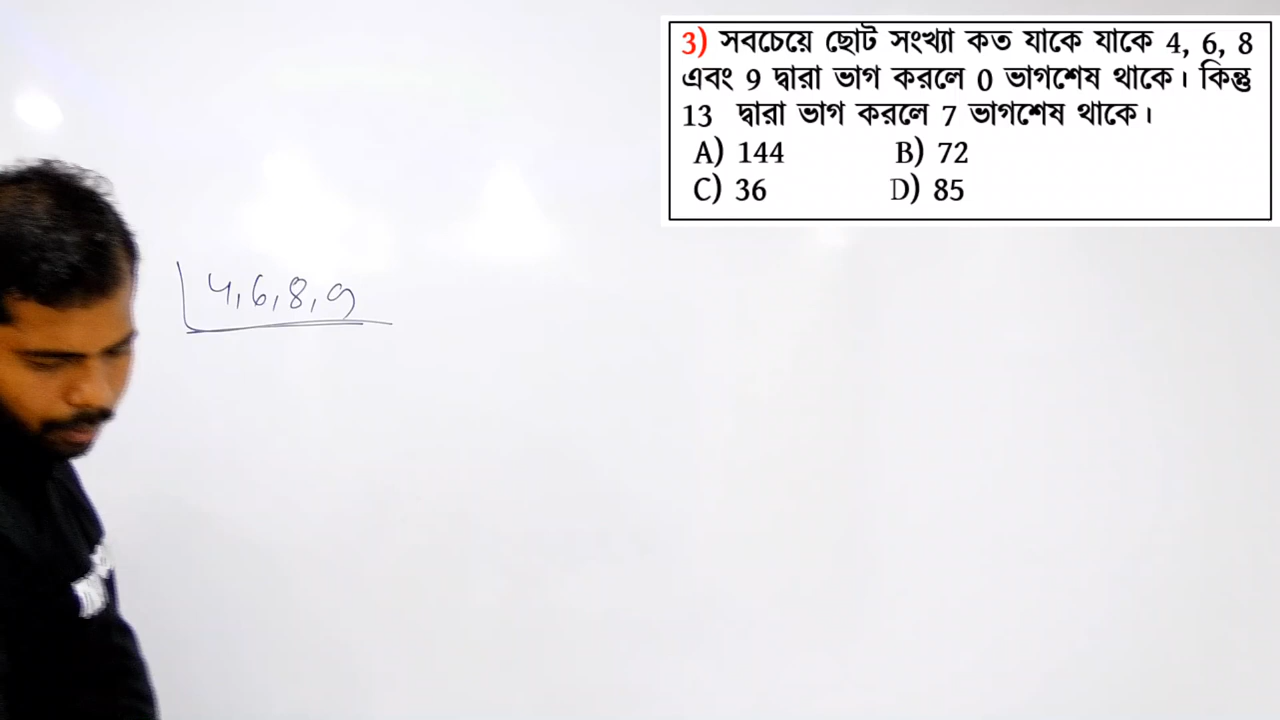 3) সবচেয়ে ছোট সংখ্যা কত যাকে যাকে 4, 6, 8
এবং 9 দ্বারা ভাগ করলে 0 ভাগশেষ থাকে। কিন্তু
13 দ্বারা ভাগ করলে 7 ভাগশেষ থাকে।
A) 144 B) 72
C) 36 D) 85
4, 6, 8, 9